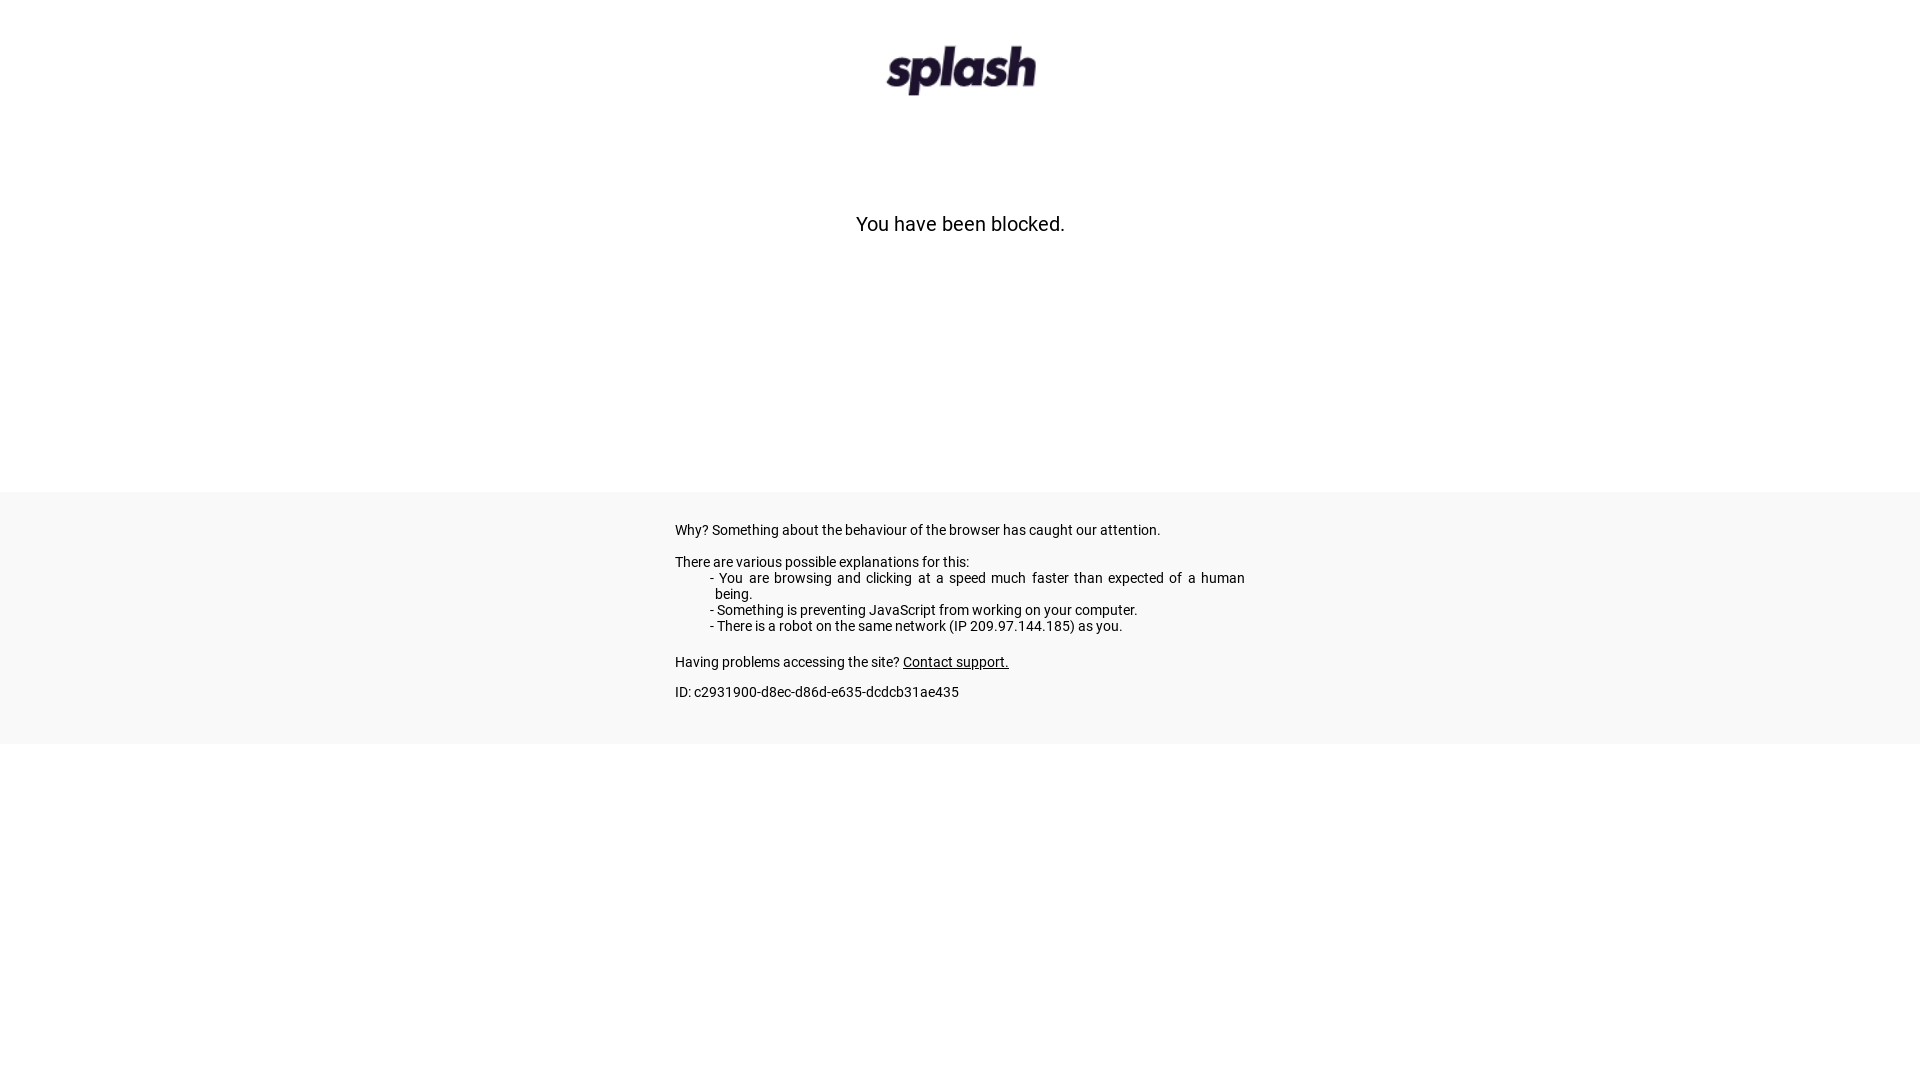 splash
You have been blocked.
Why? Something about the behaviour of the browser has caught our attention.
There are various possible explanations for this:
- You are browsing and clicking at a speed much faster than expected of a human
being.
- Something is preventing JavaScript from working on your computer.
- There is a robot on the same network (IP 209.97.144.185) as you.
Having problems accessing the site? Contact support.
ID: c2931900-d8ec-d86d-e635-dcdcb31ae435